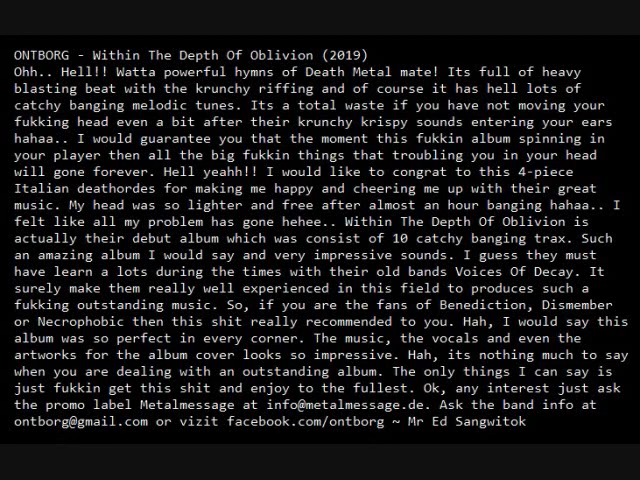 ONTBORG - Within The Depth Of Oblivion (2019)
Ohh.. Hell!! Watta powerful hymns of Death Metal mate! Its full of heavy
blasting beat with the krunchy riffing and of course it has hell lots of
catchy banging melodic tunes. Its a total waste if you have not moving your
fukking head even a bit after their krunchy krispy sounds entering your ears
hahaa.. I would guarantee you that the moment this fukkin album spinning in
your player then all the big fukkin things that troubling you in your head
will gone forever. Hell yeahh!! I would like to congrat to this 4-piece
Italian deathordes for making me happy and cheering me up with their great
music. My head was so lighter and free after almost an hour banging hahaa.. I
felt like all my problem has gone hehee.. Within The Depth Of Oblivion is
actually their debut album which was consist of 10 catchy banging trax. Such
an amazing album I would say and very impressive sounds. I guess they must
have learn a lots during the times with their old bands Voices Of Decay. It
surely make them really well experienced in this field to produces such a
fukking outstanding music. So, if you are the fans of Benediction, Dismember
or Necrophobic then this shit really recommended to you. Hah, I would say this
album was so perfect in every corner. The music, the vocals and even the
artworks for the album cover looks so impressive. Hah, its nothing much to say
when you are dealing with an outstanding album. The only things I can say is
just fukkin get this shit and enjoy to the fullest. Ok, any interest just ask
the promo label Metalmessage at info@metalmessage.de. Ask the band info at
ontborg@gmail.com or vizit facebook.com/ontborg ~ Mr Ed Sangwitok